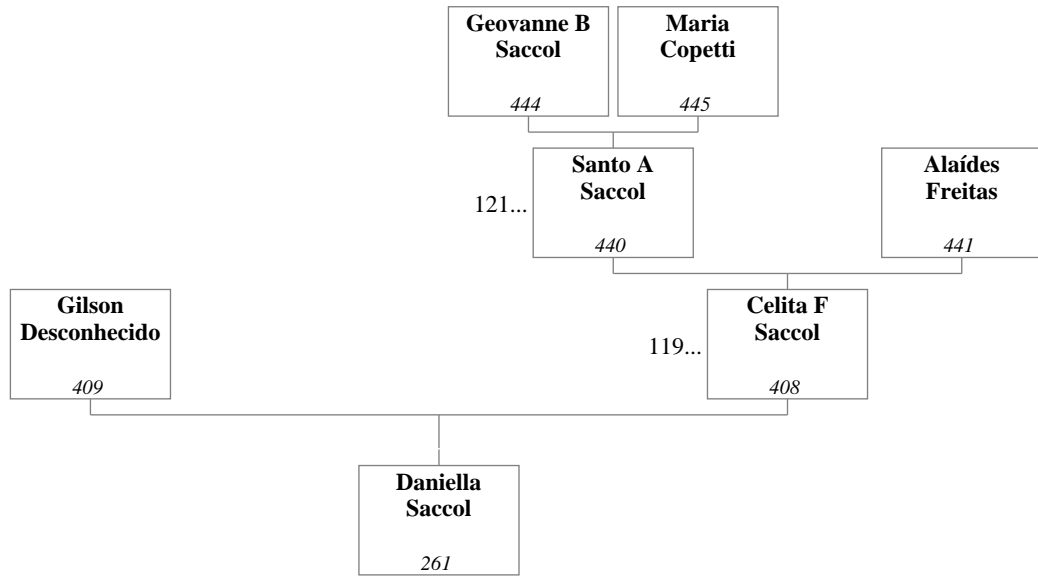 Geovanne B
Saccol
444
Maria
Copetti
445
121...
Santo A
Saccol
440
Alaídes
Freitas
441
Gilson
Desconhecido
409
119...
Celita F
Saccol
408
Daniella
Saccol
261